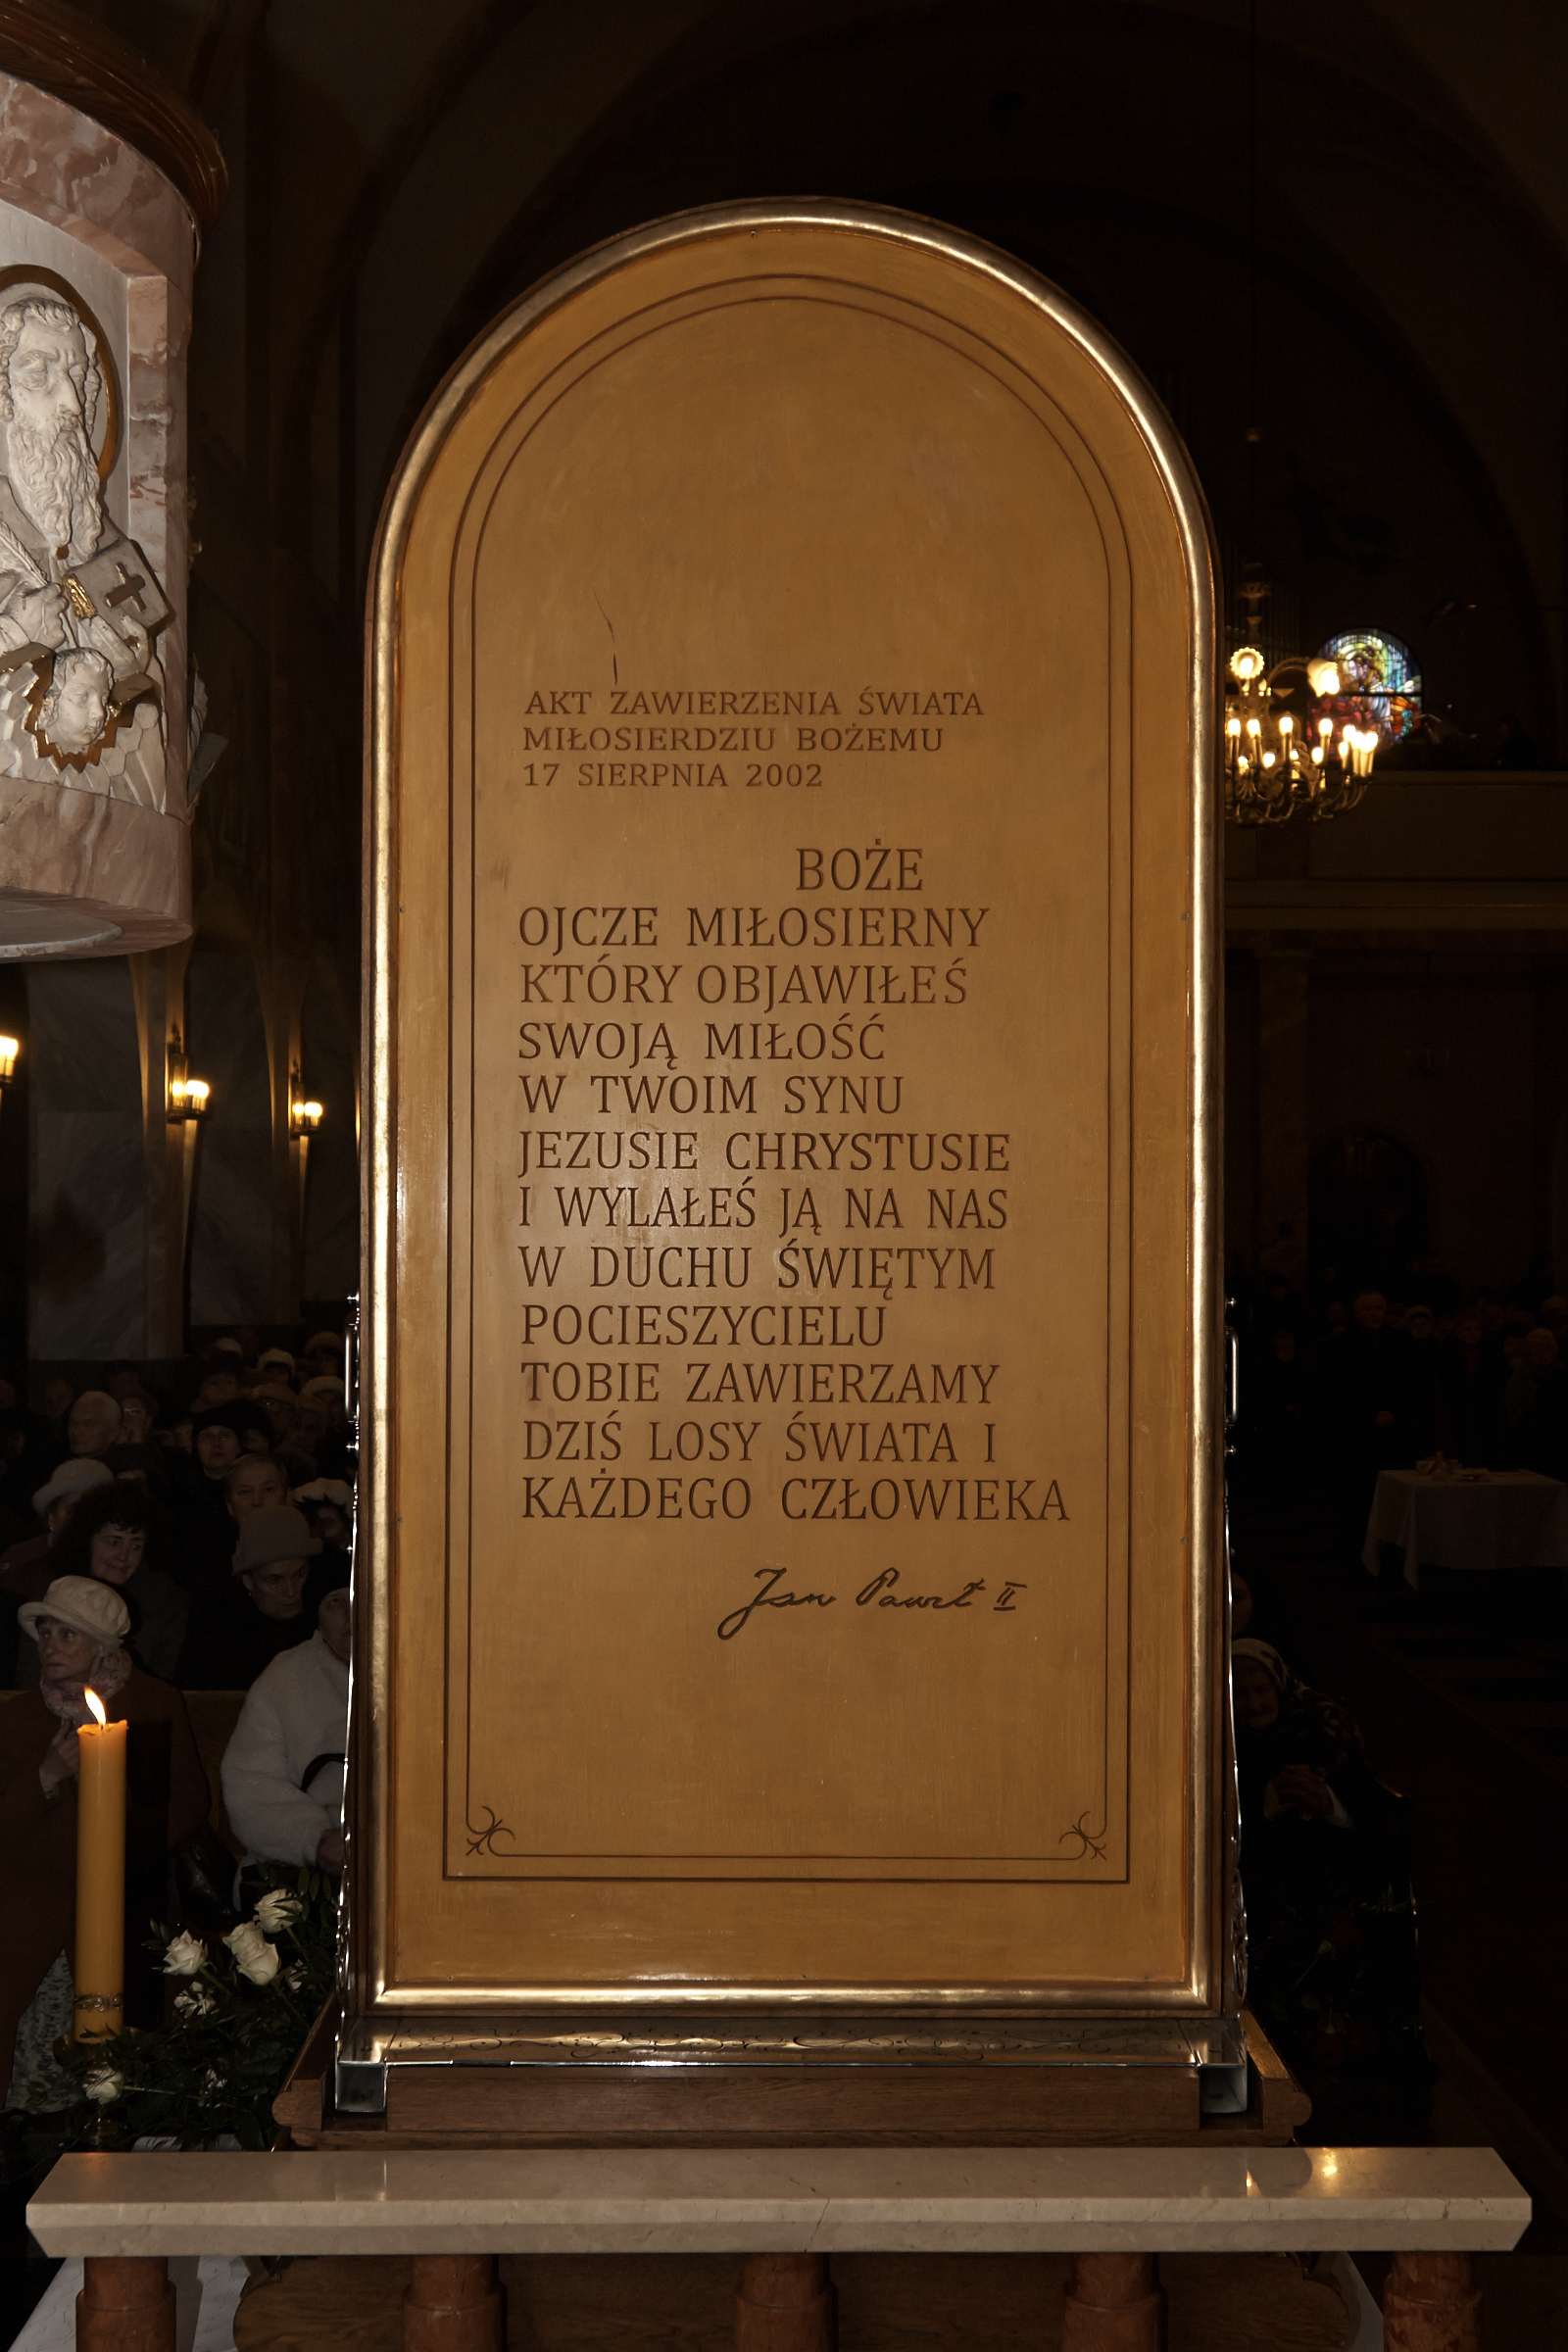 AKT ZAWIERZENIA ŚWIATA
MIŁOSIERDZIU BOŻEMU
17 SIERPNIA 2002
BOŻE
OJCZE MIŁOSIERNY
KTÓRY OBJAWIŁEŚ
SWOJĄ MIŁOŚĆ
W TWOIM SYNU
JEZUSIE CHRYSTUSIE
I WYLAŁEŚ JĄ NA NAS
W DUCHU ŚWIĘTYM
POCIESZYCIELU
TOBIE ZAWIERZAMY
DZIŚ LOSY ŚWIATA I
KAŻDEGO CZŁOWIEKA
Jan Paweł II